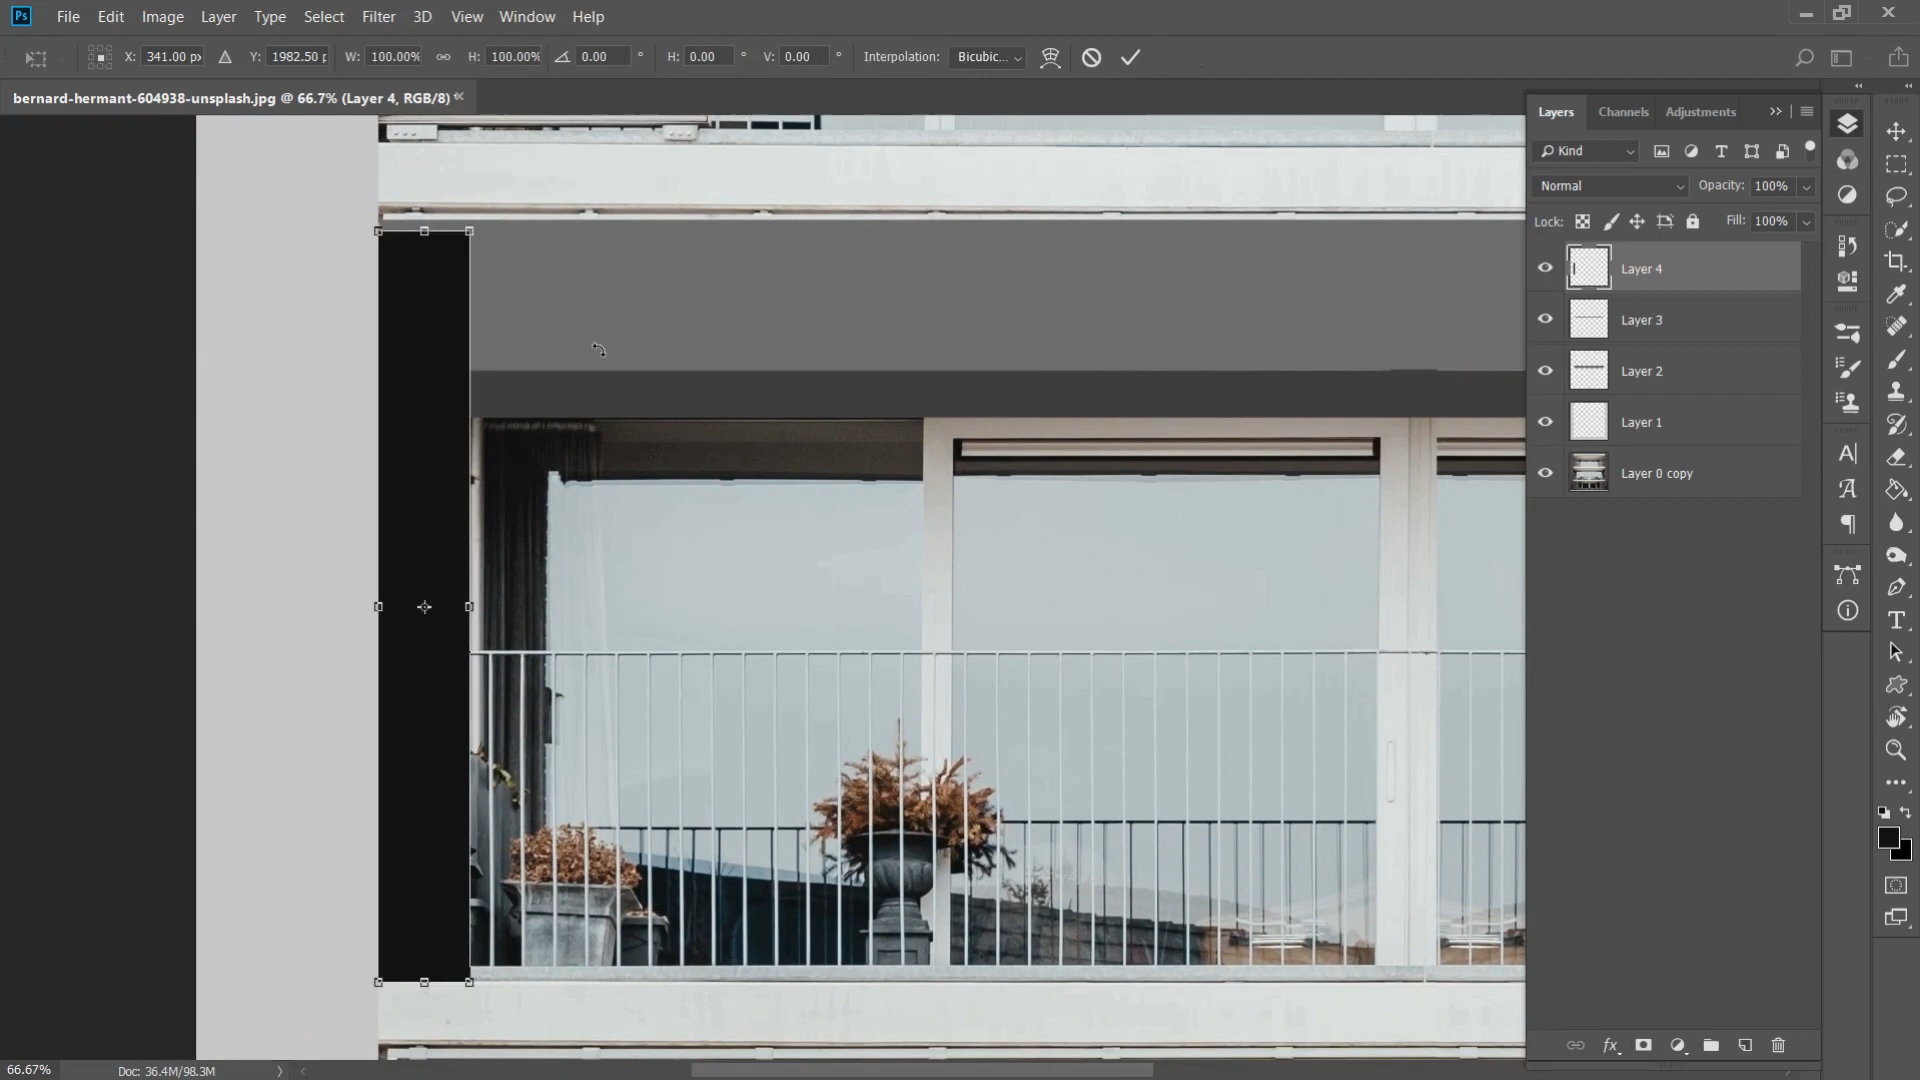 Ps File Edit Image Layer Type Select Filter 3D View Window Help
X: 341.00 px Y: 1982.50 W: 100.00% H: 100.00% 0.00 ° H: 0.00 ° V: 0.00 ° Interpolation: Bicubic...
bernard-hermant-604938-unsplash.jpg @ 66.7% (Layer 4, RGB/8) *
Layers Channels Adjustments
Kind
Normal Opacity: 100%
Lock: Fill: 100%
Layer 4
Layer 3
Layer 2
Layer 1
Layer 0 copy
fx
66.67% Doc: 36.4M/98.3M